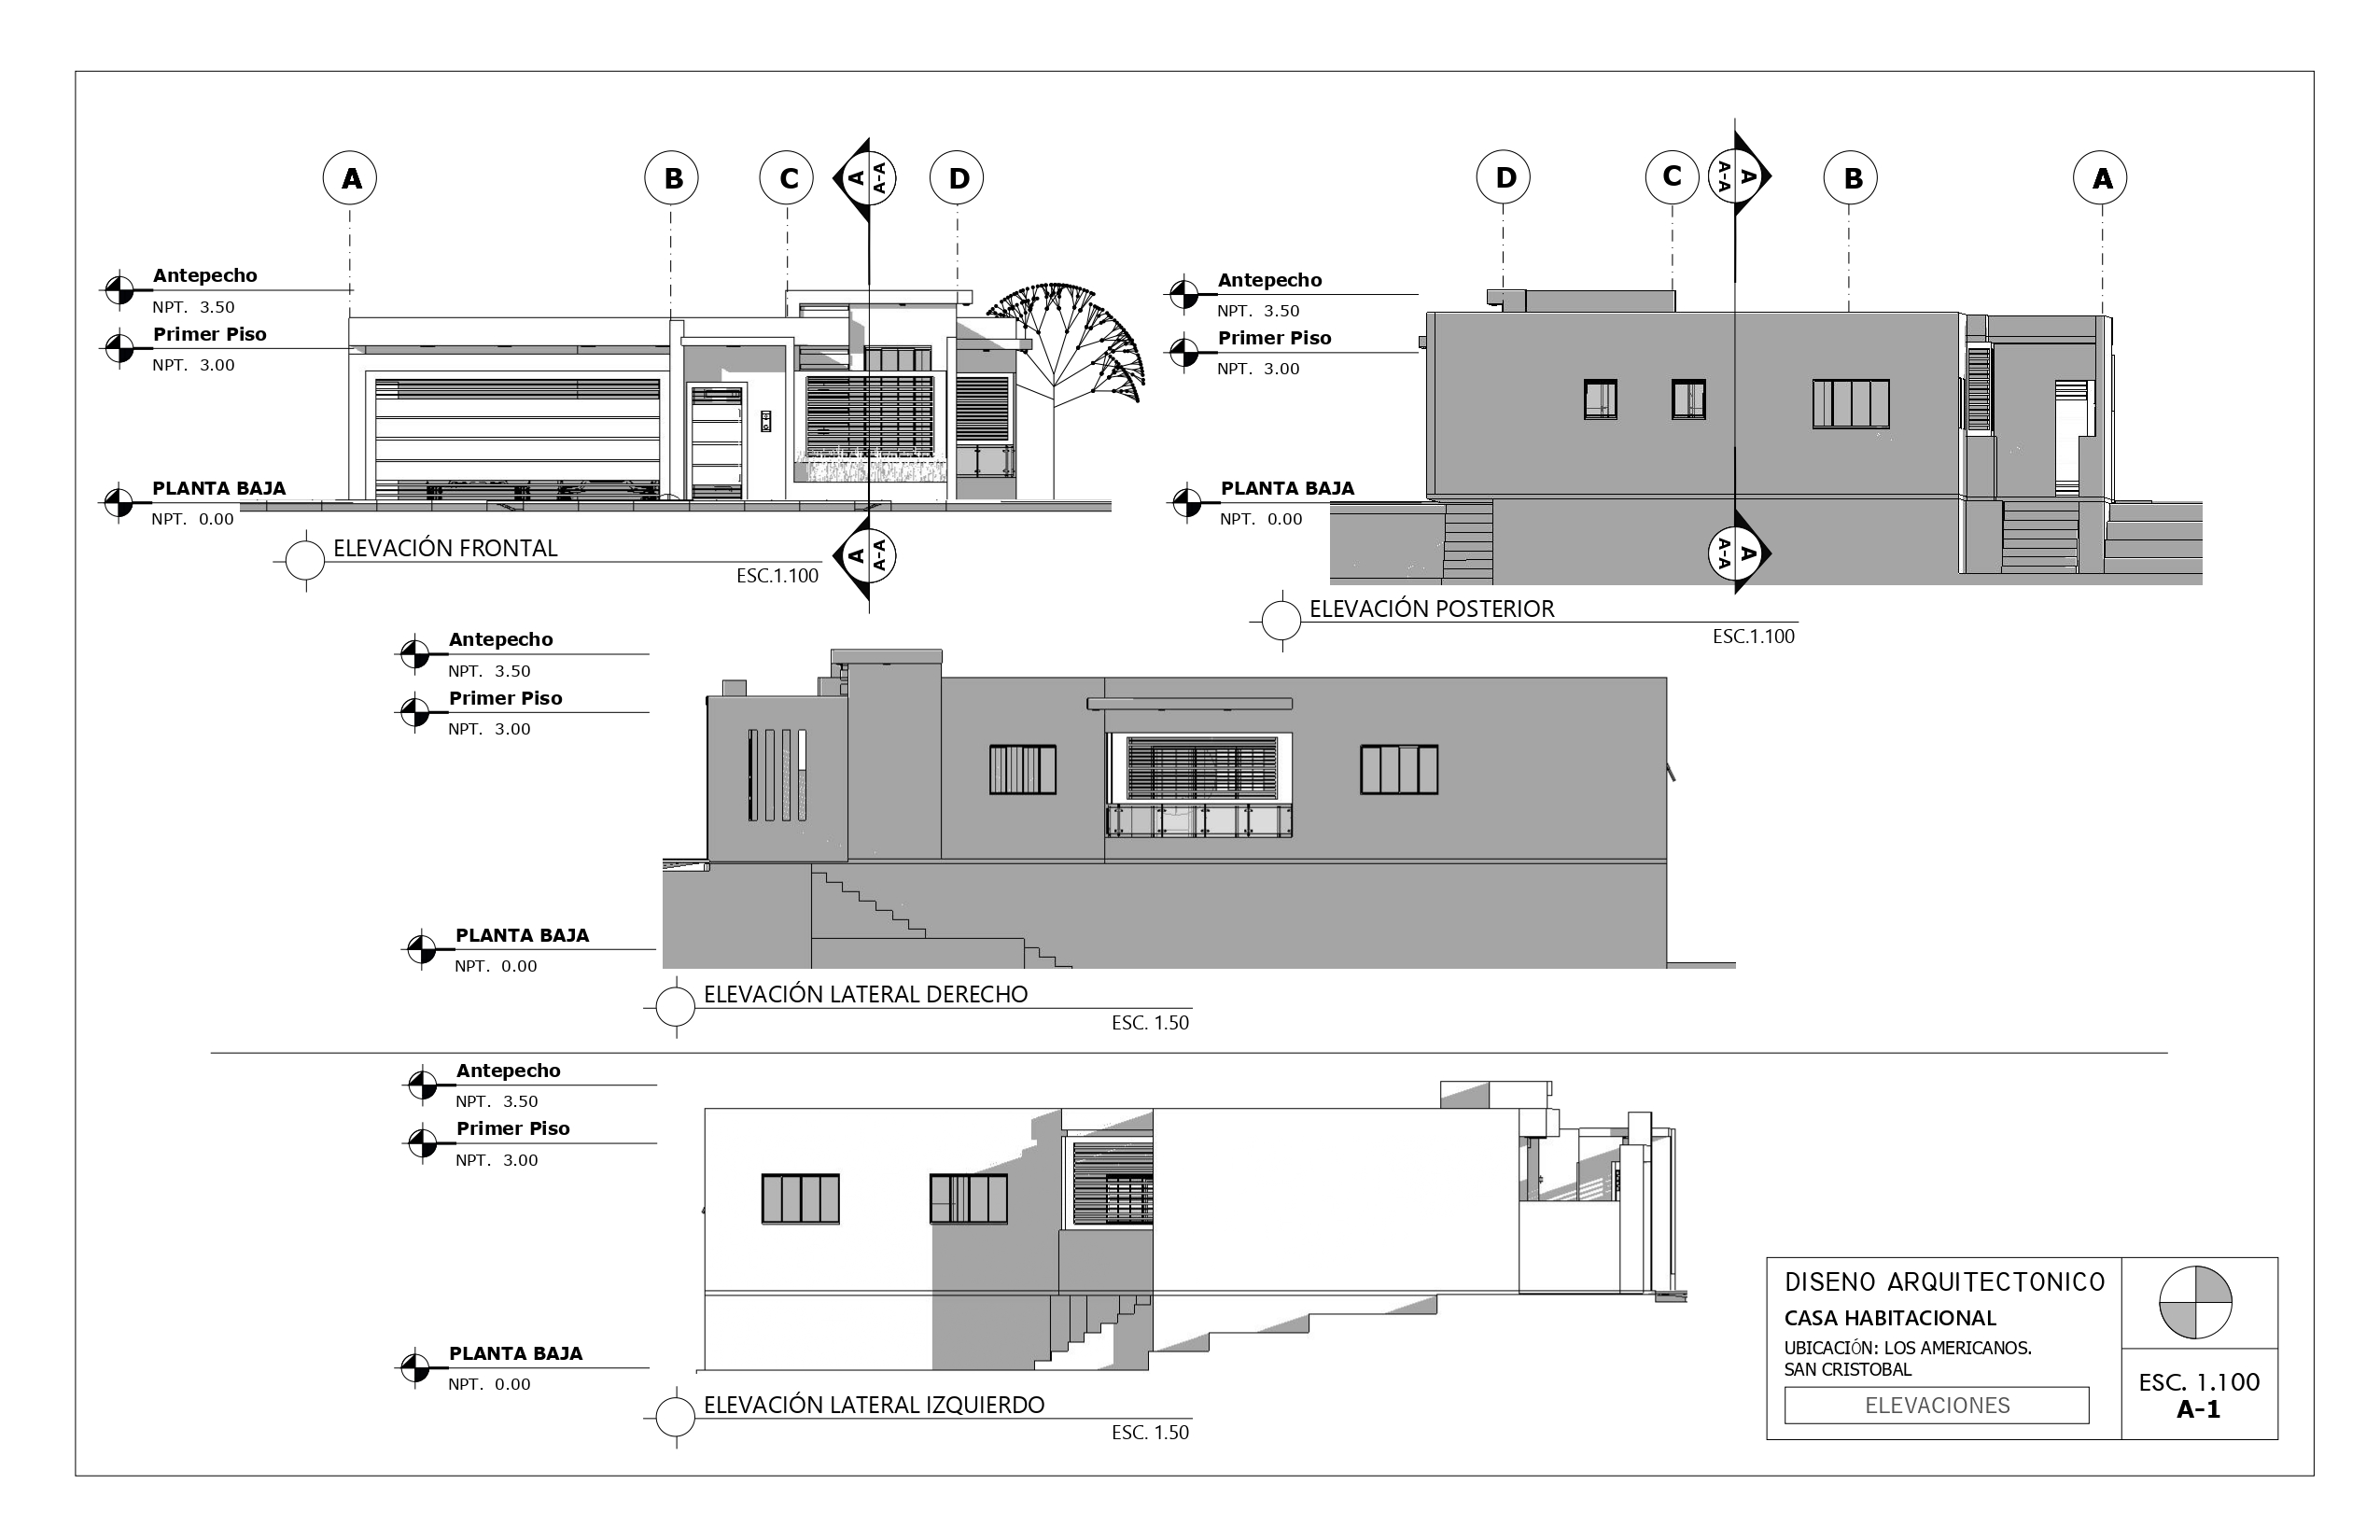 A B C A A-A D
Antepecho
NPT. 3.50
Primer Piso
NPT. 3.00
PLANTA BAJA
NPT. 0.00
A A-A
ELEVACIÓN FRONTAL
ESC.1.100
D C A-A A B A
Antepecho
NPT. 3.50
Primer Piso
NPT. 3.00
PLANTA BAJA
NPT. 0.00
A-A A
ELEVACIÓN POSTERIOR
ESC.1.100
Antepecho
NPT. 3.50
Primer Piso
NPT. 3.00
PLANTA BAJA
NPT. 0.00
ELEVACIÓN LATERAL DERECHO
ESC. 1.50
Antepecho
NPT. 3.50
Primer Piso
NPT. 3.00
PLANTA BAJA
NPT. 0.00
ELEVACIÓN LATERAL IZQUIERDO
ESC. 1.50
DISENO ARQUITECTONICO
CASA HABITACIONAL
UBICACIÓN: LOS AMERICANOS.
SAN CRISTOBAL
ELEVACIONES
ESC. 1.100
A-1